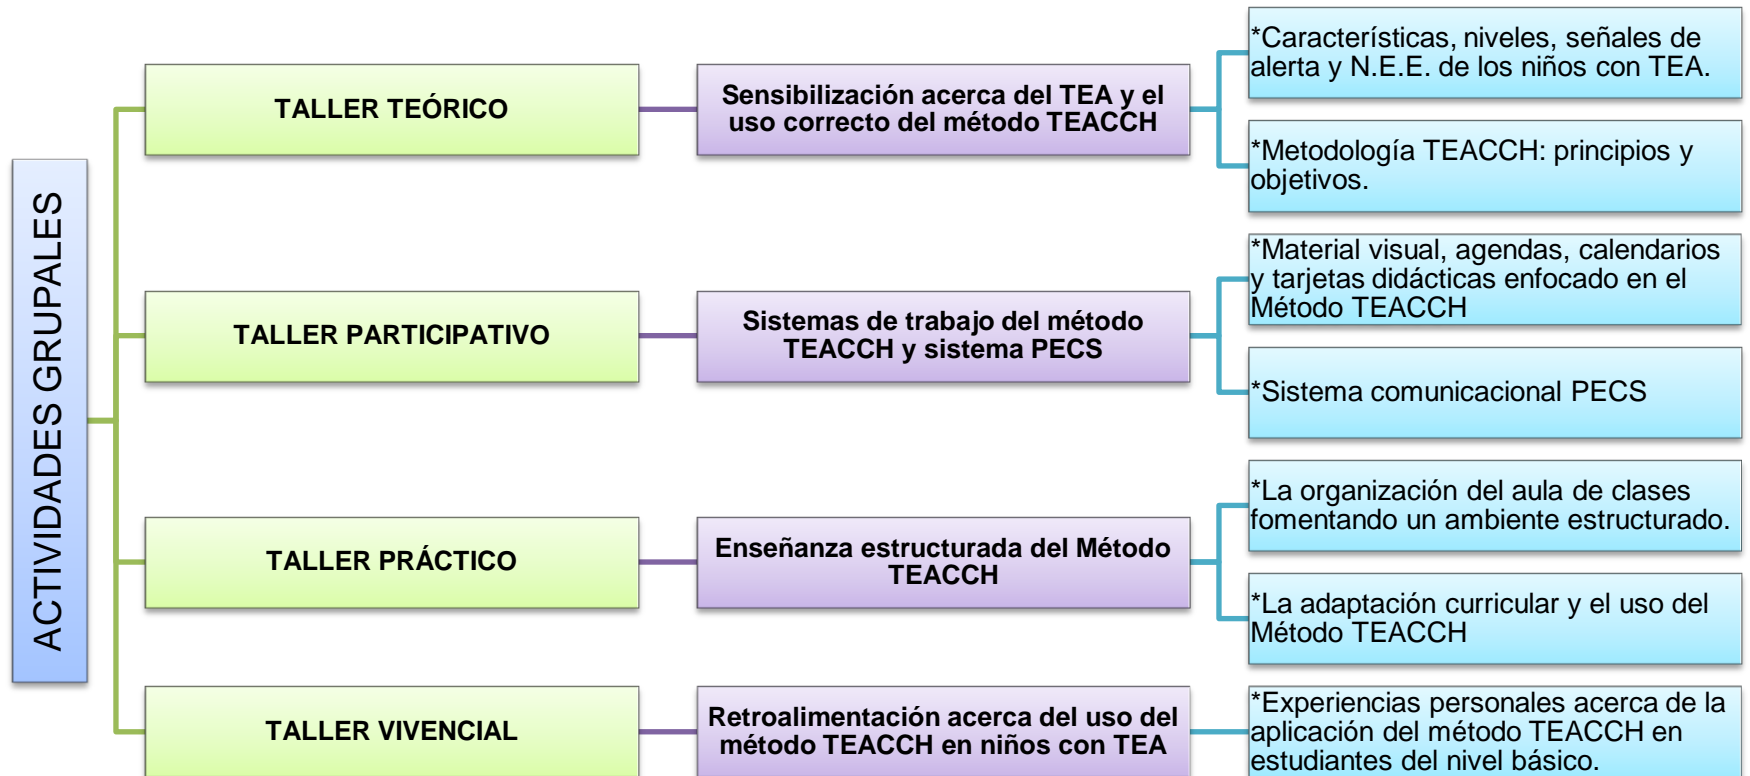 ACTIVIDADES GRUPALES
TALLER TEÓRICO
Sensibilización acerca del TEA y el
uso correcto del método TEACCH
*Características, niveles, señales de
alerta y N.E.E. de los niños con TEA.
*Metodología TEACCH: principios y
objetivos.
TALLER PARTICIPATIVO
Sistemas de trabajo del método
TEACCH y sistema PECS
*Material visual, agendas, calendarios
y tarjetas didácticas enfocado en el
Método TEACCH
*Sistema comunicacional PECS
TALLER PRÁCTICO
Enseñanza estructurada del Método
TEACCH
*La organización del aula de clases
fomentando un ambiente estructurado.
*La adaptación curricular y el uso del
Método TEACCH
TALLER VIVENCIAL
Retroalimentación acerca del uso del
método TEACCH en niños con TEA
*Experiencias personales acerca de la
aplicación del método TEACCH en
estudiantes del nivel básico.